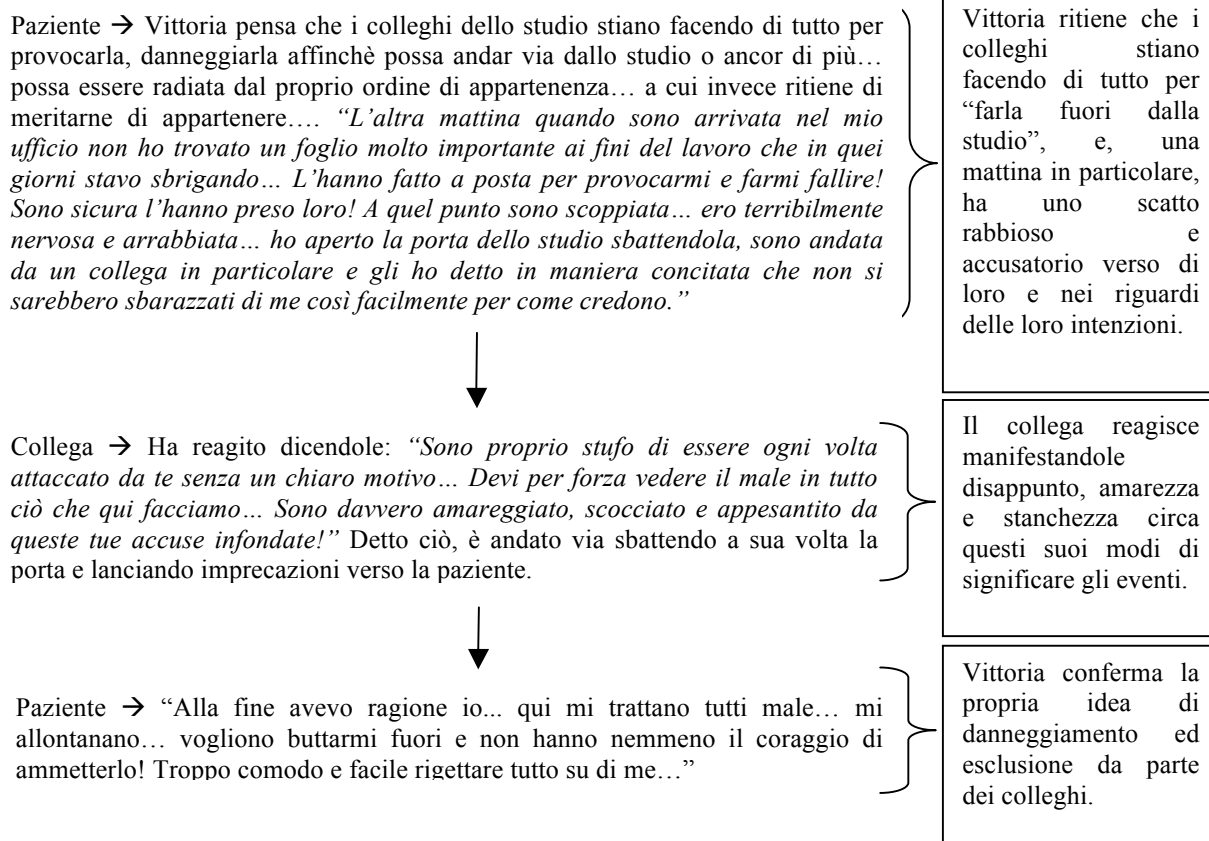 Paziente → Vittoria pensa che i colleghi dello studio stiano facendo di tutto per
provocarla, danneggiarla affinchè possa andar via dallo studio o ancor di più…
possa essere radiata dal proprio ordine di appartenenza… a cui invece ritiene di
meritarne di appartenere…. “L'altra mattina quando sono arrivata nel mio
ufficio non ho trovato un foglio molto importante ai fini del lavoro che in quei
giorni stavo sbrigando… L'hanno fatto a posta per provocarmi e farmi fallire!
Sono sicura l'hanno preso loro! A quel punto sono scoppiata… ero terribilmente
nervosa e arrabbiata… ho aperto la porta dello studio sbattendola, sono andata
da un collega in particolare e gli ho detto in maniera concitata che non si
sarebbero sbarazzati di me così facilmente per come credono.”
Vittoria ritiene che i
colleghi stiano
facendo di tutto per
“farla fuori dalla
studio”, e, una
mattina in particolare,
ha uno scatto
rabbioso e
accusatorio verso di
loro e nei riguardi
delle loro intenzioni.
Collega → Ha reagito dicendole: “Sono proprio stufo di essere ogni volta
attaccato da te senza un chiaro motivo… Devi per forza vedere il male in tutto
ciò che qui facciamo… Sono davvero amareggiato, scocciato e appesantito da
queste tue accuse infondate!” Detto ciò, è andato via sbattendo a sua volta la
porta e lanciando imprecazioni verso la paziente.
Il collega reagisce
manifestandole
disappunto, amarezza
e stanchezza circa
questi suoi modi di
significare gli eventi.
Paziente → “Alla fine avevo ragione io... qui mi trattano tutti male… mi
allontanano… vogliono buttarmi fuori e non hanno nemmeno il coraggio di
ammetterlo! Troppo comodo e facile rigettare tutto su di me…”
Vittoria conferma la
propria idea di
danneggiamento ed
esclusione da parte
dei colleghi.